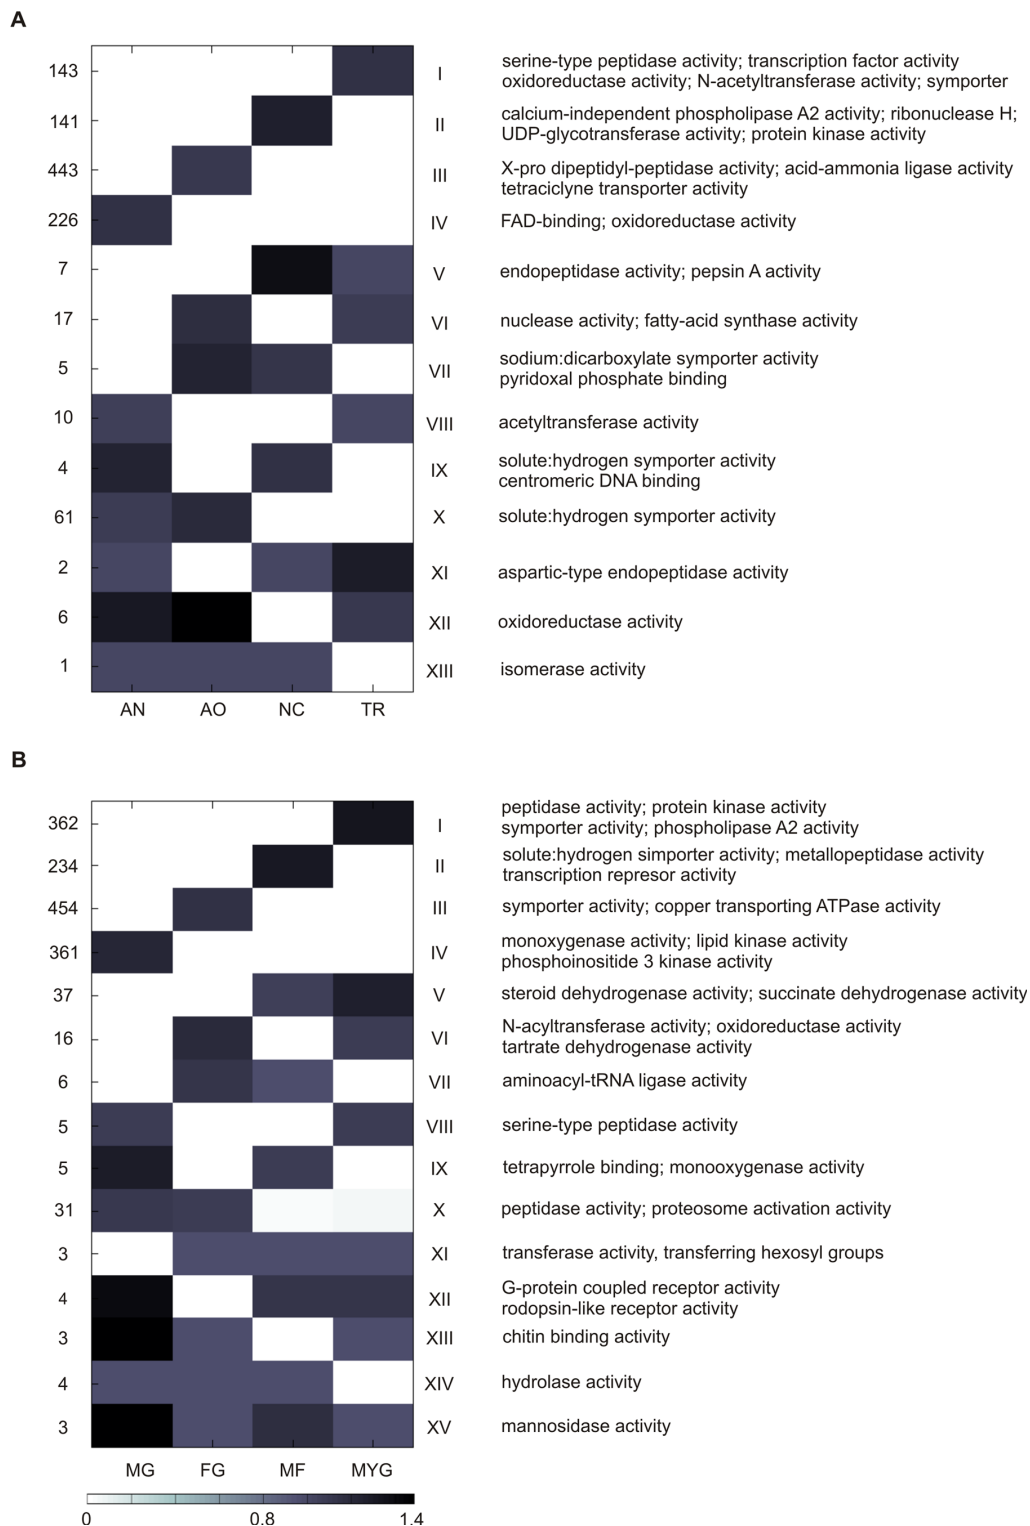 A
143 I serine-type peptidase activity; transcription factor activity
oxidoreductase activity; N-acetyltransferase activity; symporter
141 II calcium-independent phospholipase A2 activity; ribonuclease H;
UDP-glycotransferase activity; protein kinase activity
443 III X-pro dipeptidyl-peptidase activity; acid-ammonia ligase activity
tetraciclyne transporter activity
226 IV FAD-binding; oxidoreductase activity
7 V endopeptidase activity; pepsin A activity
17 VI nuclease activity; fatty-acid synthase activity
5 VII sodium:dicarboxylate symporter activity
pyridoxal phosphate binding
10 VIII acetyltransferase activity
4 IX solute:hydrogen symporter activity
centromeric DNA binding
61 X solute:hydrogen symporter activity
2 XI aspartic-type endopeptidase activity
6 XII oxidoreductase activity
1 XIII isomerase activity
AN AO NC TR
B
362 I peptidase activity; protein kinase activity
symporter activity; phospholipase A2 activity
234 II solute:hydrogen simporter activity; metallopeptidase activity
transcription represor activity
454 III symporter activity; copper transporting ATPase activity
361 IV monoxygenase activity; lipid kinase activity
phosphoinositide 3 kinase activity
37 V steroid dehydrogenase activity; succinate dehydrogenase activity
16 VI N-acyltransferase activity; oxidoreductase activity
tartrate dehydrogenase activity
6 VII aminoacyl-tRNA ligase activity
5 VIII serine-type peptidase activity
5 IX tetrapyrrole binding; monooxygenase activity
31 X peptidase activity; proteosome activation activity
3 XI transferase activity, transferring hexosyl groups
4 XII G-protein coupled receptor activity
rodopsin-like receptor activity
3 XIII chitin binding activity
4 XIV hydrolase activity
3 XV mannosidase activity
MG FG MF MYG
0 0.8 1.4